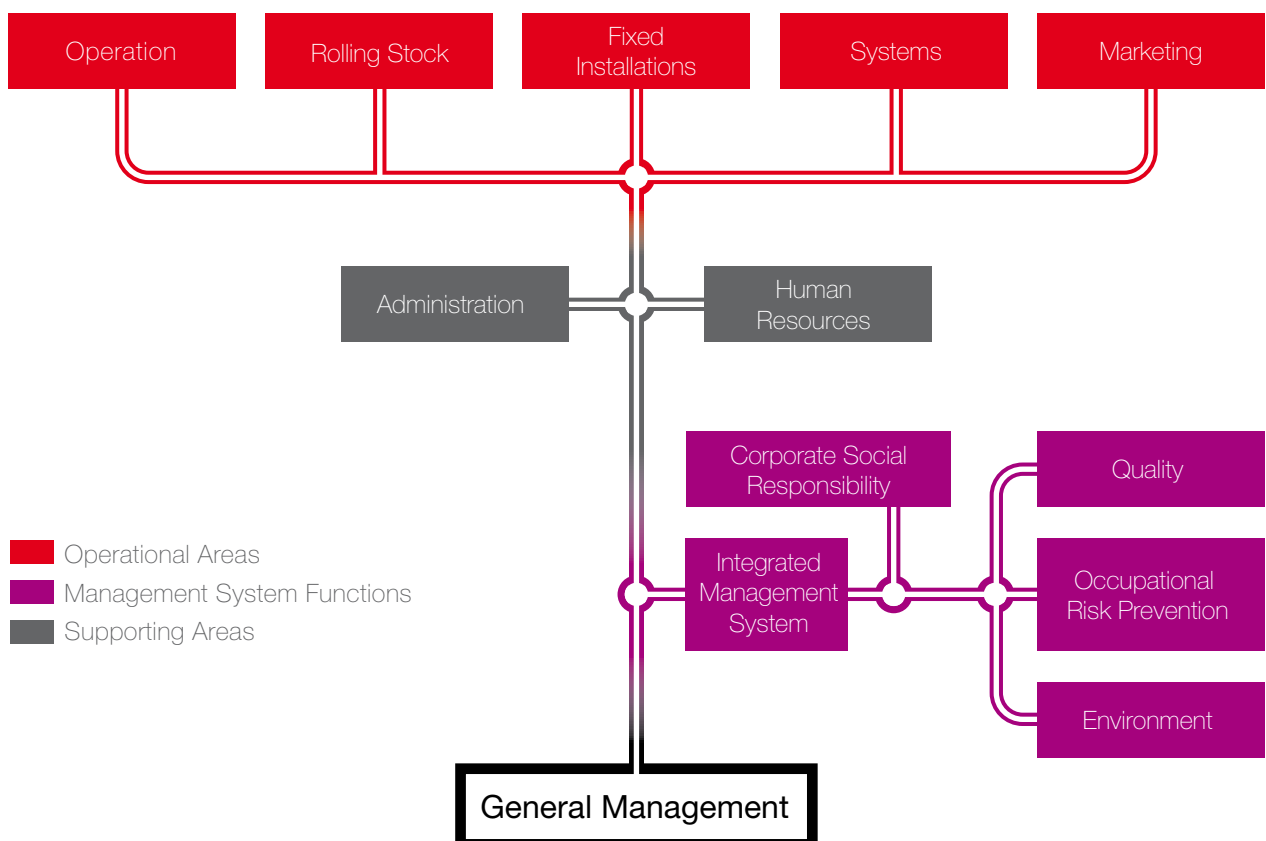 Operation
Rolling Stock
Fixed
Installations
Systems
Marketing
Administration
Human
Resources
Corporate Social
Responsibility
Quality
Integrated
Management
System
Occupational
Risk Prevention
Environment
Operational Areas
Management System Functions
Supporting Areas
General Management